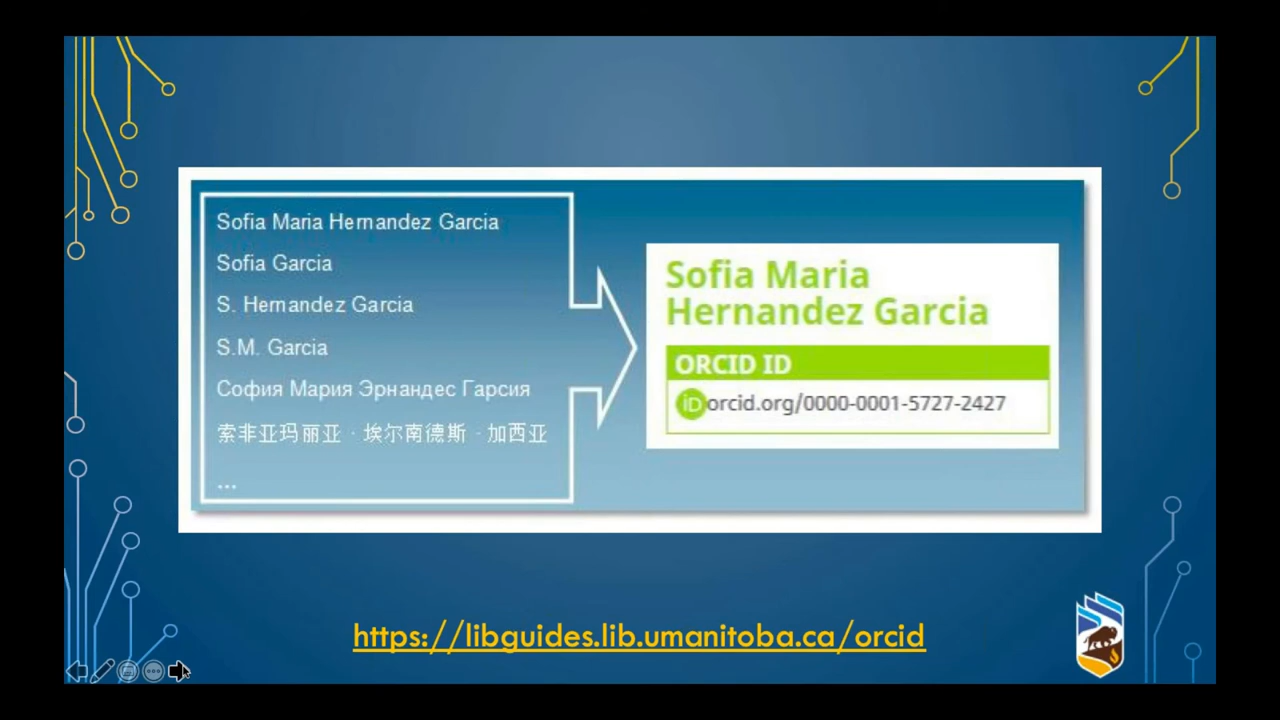 Sofia Maria Hernandez Garcia
Sofia Garcia
S. Hernandez Garcia
S.M. Garcia
София Мария Эрнандес Гарсия
索非亚玛丽亚 · 埃尔南德斯 · 加西亚
...
Sofia Maria
Hernandez Garcia
ORCID ID
iD orcid.org/0000-0001-5727-2427
https://libguides.lib.umanitoba.ca/orcid